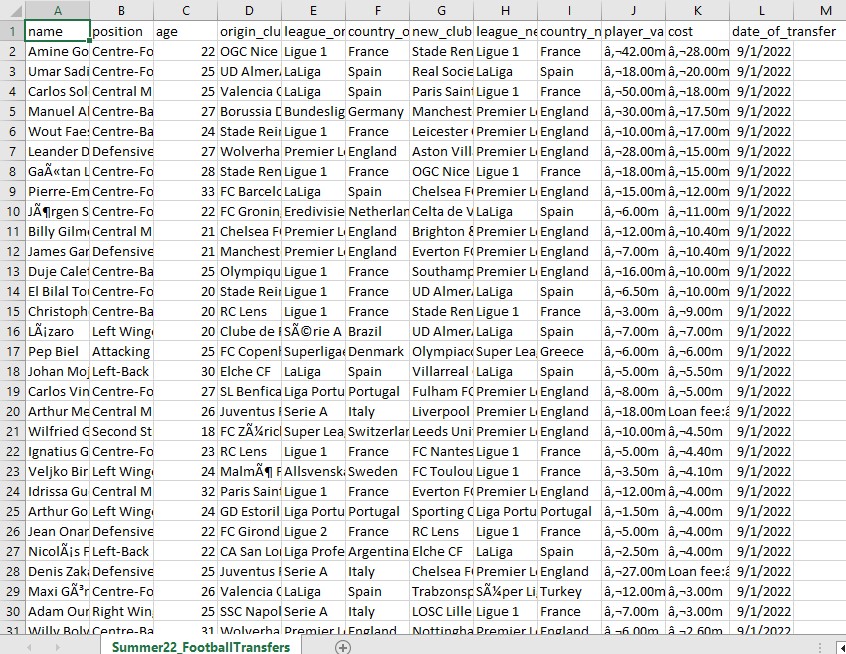 A B C D E F G H I J K L M
1 name position age origin_clu league_or country_o new_club league_ne country_n player_va cost date_of_transfer
2 Amine Go Centre-Fo 22 OGC Nice Ligue 1 France Stade Ren Ligue 1 France â‚¬42.00m â‚¬28.00m 9/1/2022
3 Umar Sadi Centre-Fo 25 UD Almer LaLiga Spain Real Socie LaLiga Spain â‚¬18.00m â‚¬20.00m 9/1/2022
4 Carlos Sol Central M 25 Valencia C LaLiga Spain Paris Saint Ligue 1 France â‚¬50.00m â‚¬18.00m 9/1/2022
5 Manuel A Centre-Ba 27 Borussia D Bundeslig Germany Manchest Premier L England â‚¬30.00m â‚¬17.50m 9/1/2022
6 Wout Faes Centre-Ba 24 Stade Rei Ligue 1 France Leicester Premier L England â‚¬10.00m â‚¬17.00m 9/1/2022
7 Leander D Defensive 27 Wolverha Premier L England Aston Vill Premier L England â‚¬28.00m â‚¬15.00m 9/1/2022
8 GaÃ«tan L Centre-Fo 28 Stade Ren Ligue 1 France OGC Nice Ligue 1 France â‚¬18.00m â‚¬15.00m 9/1/2022
9 Pierre-Em Centre-Fo 33 FC Barcelo LaLiga Spain Chelsea F Premier L England â‚¬15.00m â‚¬12.00m 9/1/2022
10 JÃ¶rgen S Centre-Fo 22 FC Gronin Eredivisie Netherlan Celta de V LaLiga Spain â‚¬6.00m â‚¬11.00m 9/1/2022
11 Billy Gilm Central M 21 Chelsea F Premier L England Brighton & Premier L England â‚¬12.00m â‚¬10.40m 9/1/2022
12 James Gar Defensive 21 Manchest Premier L England Everton F Premier L England â‚¬7.00m â‚¬10.40m 9/1/2022
13 Duje Calet Centre-Ba 25 Olympiqu Ligue 1 France Southamp Premier L England â‚¬16.00m â‚¬10.00m 9/1/2022
14 El Bilal To Centre-Fo 20 Stade Rei Ligue 1 France UD Almer LaLiga Spain â‚¬6.50m â‚¬10.00m 9/1/2022
15 Christoph Centre-Ba 20 RC Lens Ligue 1 France Stade Ren Ligue 1 France â‚¬3.00m â‚¬9.00m 9/1/2022
16 LÃ¡zaro Left Wing 20 Clube de SÃ©rie A Brazil UD Almer LaLiga Spain â‚¬7.00m â‚¬7.00m 9/1/2022
17 Pep Biel Attacking 25 FC Copenh Superligae Denmark Olympiaco Super Lea Greece â‚¬6.00m â‚¬6.00m 9/1/2022
18 Johan Moj Left-Back 30 Elche CF LaLiga Spain Villarreal LaLiga Spain â‚¬5.00m â‚¬5.50m 9/1/2022
19 Carlos Vin Centre-Fo 27 SL Benfica Liga Portu Portugal Fulham F Premier L England â‚¬8.00m â‚¬5.00m 9/1/2022
20 Arthur Me Central M 26 Juventus Serie A Italy Liverpool Premier L England â‚¬18.00m Loan fee:â 9/1/2022
21 Wilfried G Second St 18 FC ZÃ¼ric Super Lea Switzerlan Leeds Uni Premier L England â‚¬10.00m â‚¬4.50m 9/1/2022
22 Ignatius G Centre-Fo 23 RC Lens Ligue 1 France FC Nantes Ligue 1 France â‚¬5.00m â‚¬4.40m 9/1/2022
23 Veljko Bir Left Wing 24 MalmÃ¶ F Allsvensk Sweden FC Toulou Ligue 1 France â‚¬3.50m â‚¬4.10m 9/1/2022
24 Idrissa Gu Central M 32 Paris Saint Ligue 1 France Everton F Premier L England â‚¬12.00m â‚¬4.00m 9/1/2022
25 Arthur Go Left Wing 24 GD Estoril Liga Portu Portugal Sporting C Liga Portu Portugal â‚¬1.50m â‚¬4.00m 9/1/2022
26 Jean Onan Defensive 22 FC Girond Ligue 2 France RC Lens Ligue 1 France â‚¬5.00m â‚¬4.00m 9/1/2022
27 NicolÃ¡s F Left-Back 22 CA San Lo Liga Profe Argentina Elche CF LaLiga Spain â‚¬2.50m â‚¬4.00m 9/1/2022
28 Denis Zak Defensive 25 Juventus Serie A Italy Chelsea F Premier L England â‚¬27.00m Loan fee:â 9/1/2022
29 Maxi GÃ³m Centre-Fo 26 Valencia C LaLiga Spain Trabzonsp SÃ¼per Li Turkey â‚¬12.00m â‚¬3.00m 9/1/2022
30 Adam Our Right Win 25 SSC Napol Serie A Italy LOSC Lille Ligue 1 France â‚¬7.00m â‚¬3.00m 9/1/2022
31 Willy Boly Centre-Ba 31 Wolverha Premier L England Nottingha Premier L England â‚¬6.00m â‚¬2.60m 9/1/2022
Summer22_FootballTransfers